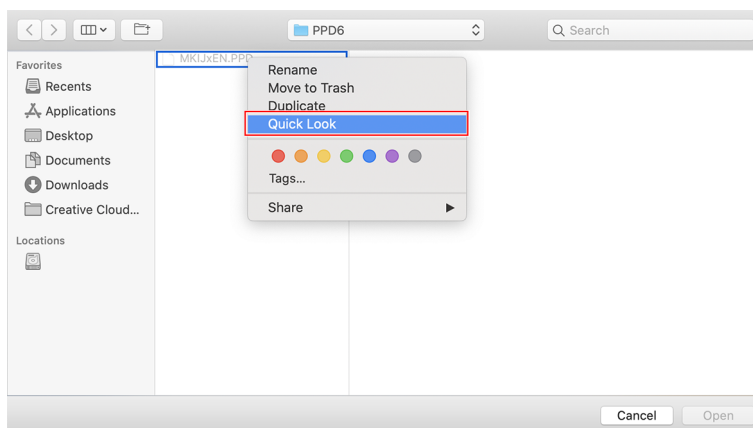 PPD6
Search
Favorites
Recents
Applications
Desktop
Documents
Downloads
Creative Cloud...
Locations
MKIJxEN.PPD
Rename
Move to Trash
Duplicate
Quick Look
Tags...
Share
Cancel
Open